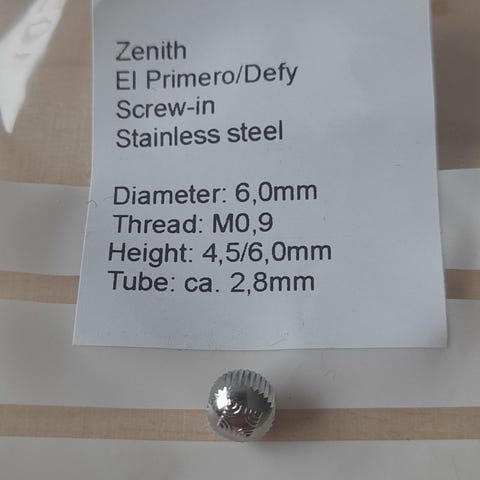 Zenith
El Primero/Defy
Screw-in
Stainless steel
Diameter: 6,0mm
Thread: M0,9
Height: 4,5/6,0mm
Tube: ca. 2,8mm